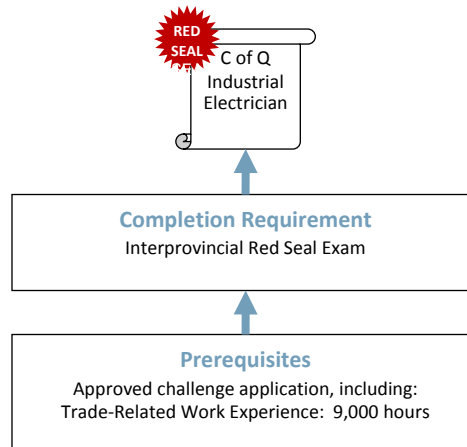 RED
SEAL
C of Q
Industrial
Electrician
Completion Requirement
Interprovincial Red Seal Exam
Prerequisites
Approved challenge application, including:
Trade-Related Work Experience: 9,000 hours